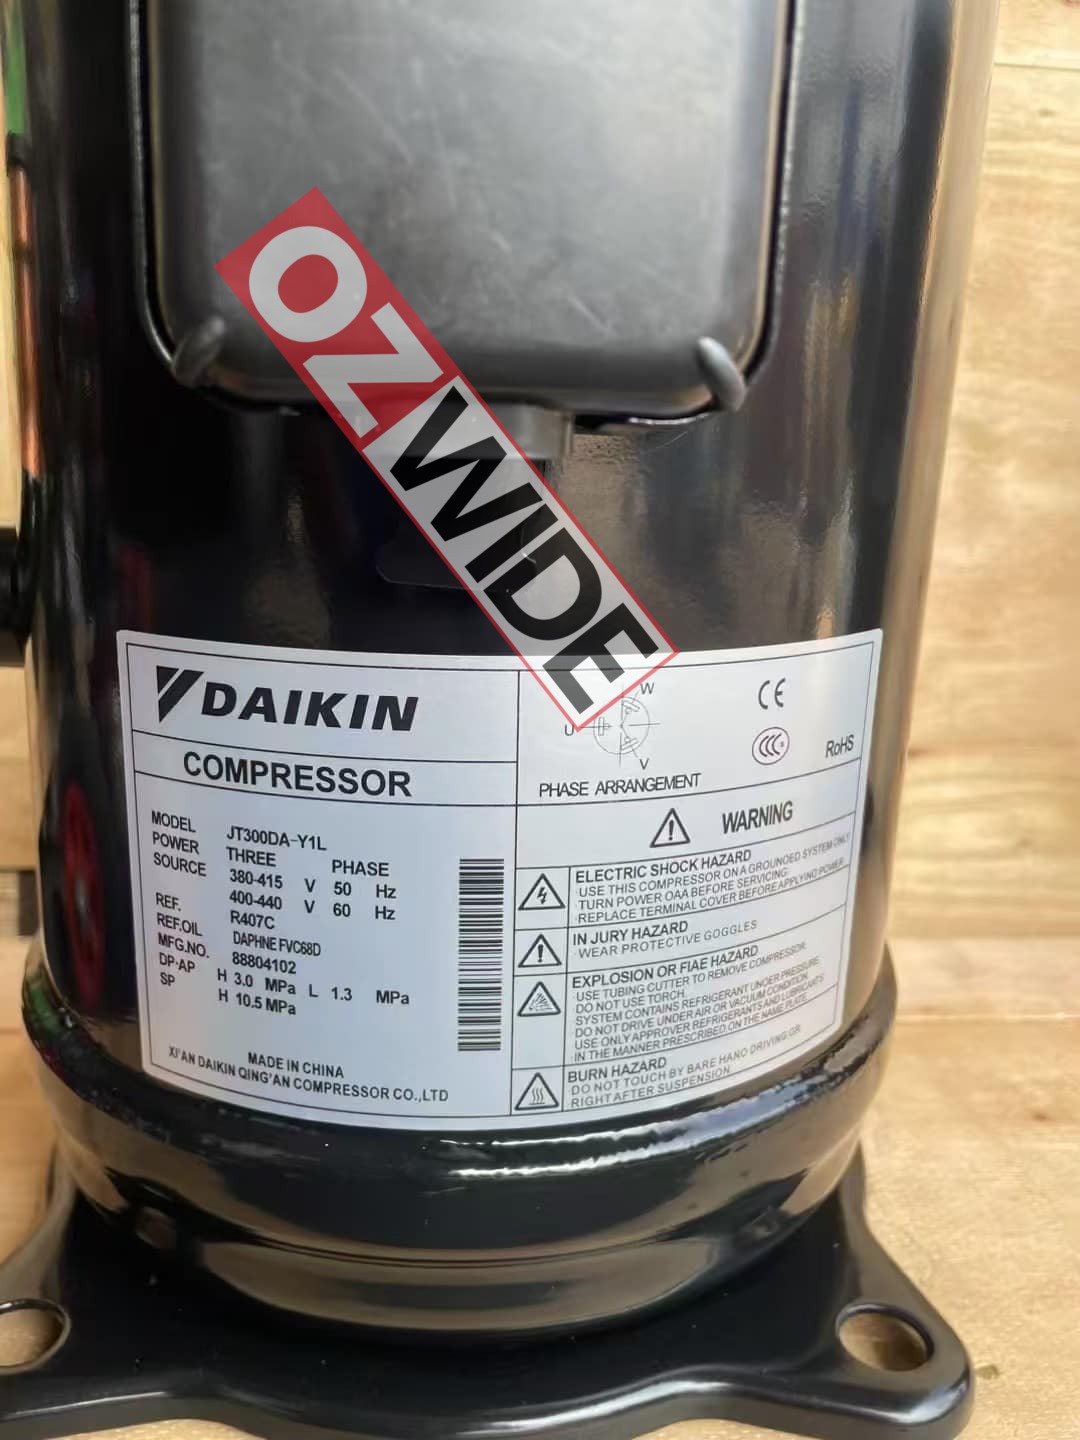 OZWIDE
DAIKIN
COMPRESSOR
MODEL JT300DA-Y1L
POWER THREE PHASE
SOURCE 380-415 V 50 Hz
400-440 V 60 Hz
REF. R407C
REF.OIL DAPHNE FVC68D
MFG.NO. 88804102
DP·AP H 3.0 MPa L 1.3 MPa
SP H 10.5 MPa
MADE IN CHINA
XI'AN DAIKIN QING'AN COMPRESSOR CO.,LTD
W
U
V
PHASE ARRANGEMENT
CE
CCC
RoHS
WARNING
ELECTRIC SHOCK HAZARD
·USE THIS COMPRESSOR ON A GROUNDED SYSTEM ONLY
·TURN POWER OAA BEFORE SERVICING.
·REPLACE TERMINAL COVER BEFORE APPLYING POWER
IN JURY HAZARD
·WEAR PROTECTIVE GOGGLES
EXPLOSION OR FIAE HAZARD
·USE TUBING CUTTER TO REMOVE COMPRESSOR.
DO NOT USE TORCH.
SYSTEM CONTAINS REFRIGERANT UNDER PRESSURE
DO NOT DRIVE UNDER AIR OR VACUUM CONDITION.
·USE ONLY APPROVER REFRIGERANTS AND LUBRICANTS
IN THE MANNER PRESCRIBED ON THE NAME PLATE
BURN HAZARD
·DO NOT TOUCH BY BARE HANO DRIVING OR
RIGHT AFTER SUSPENSION.